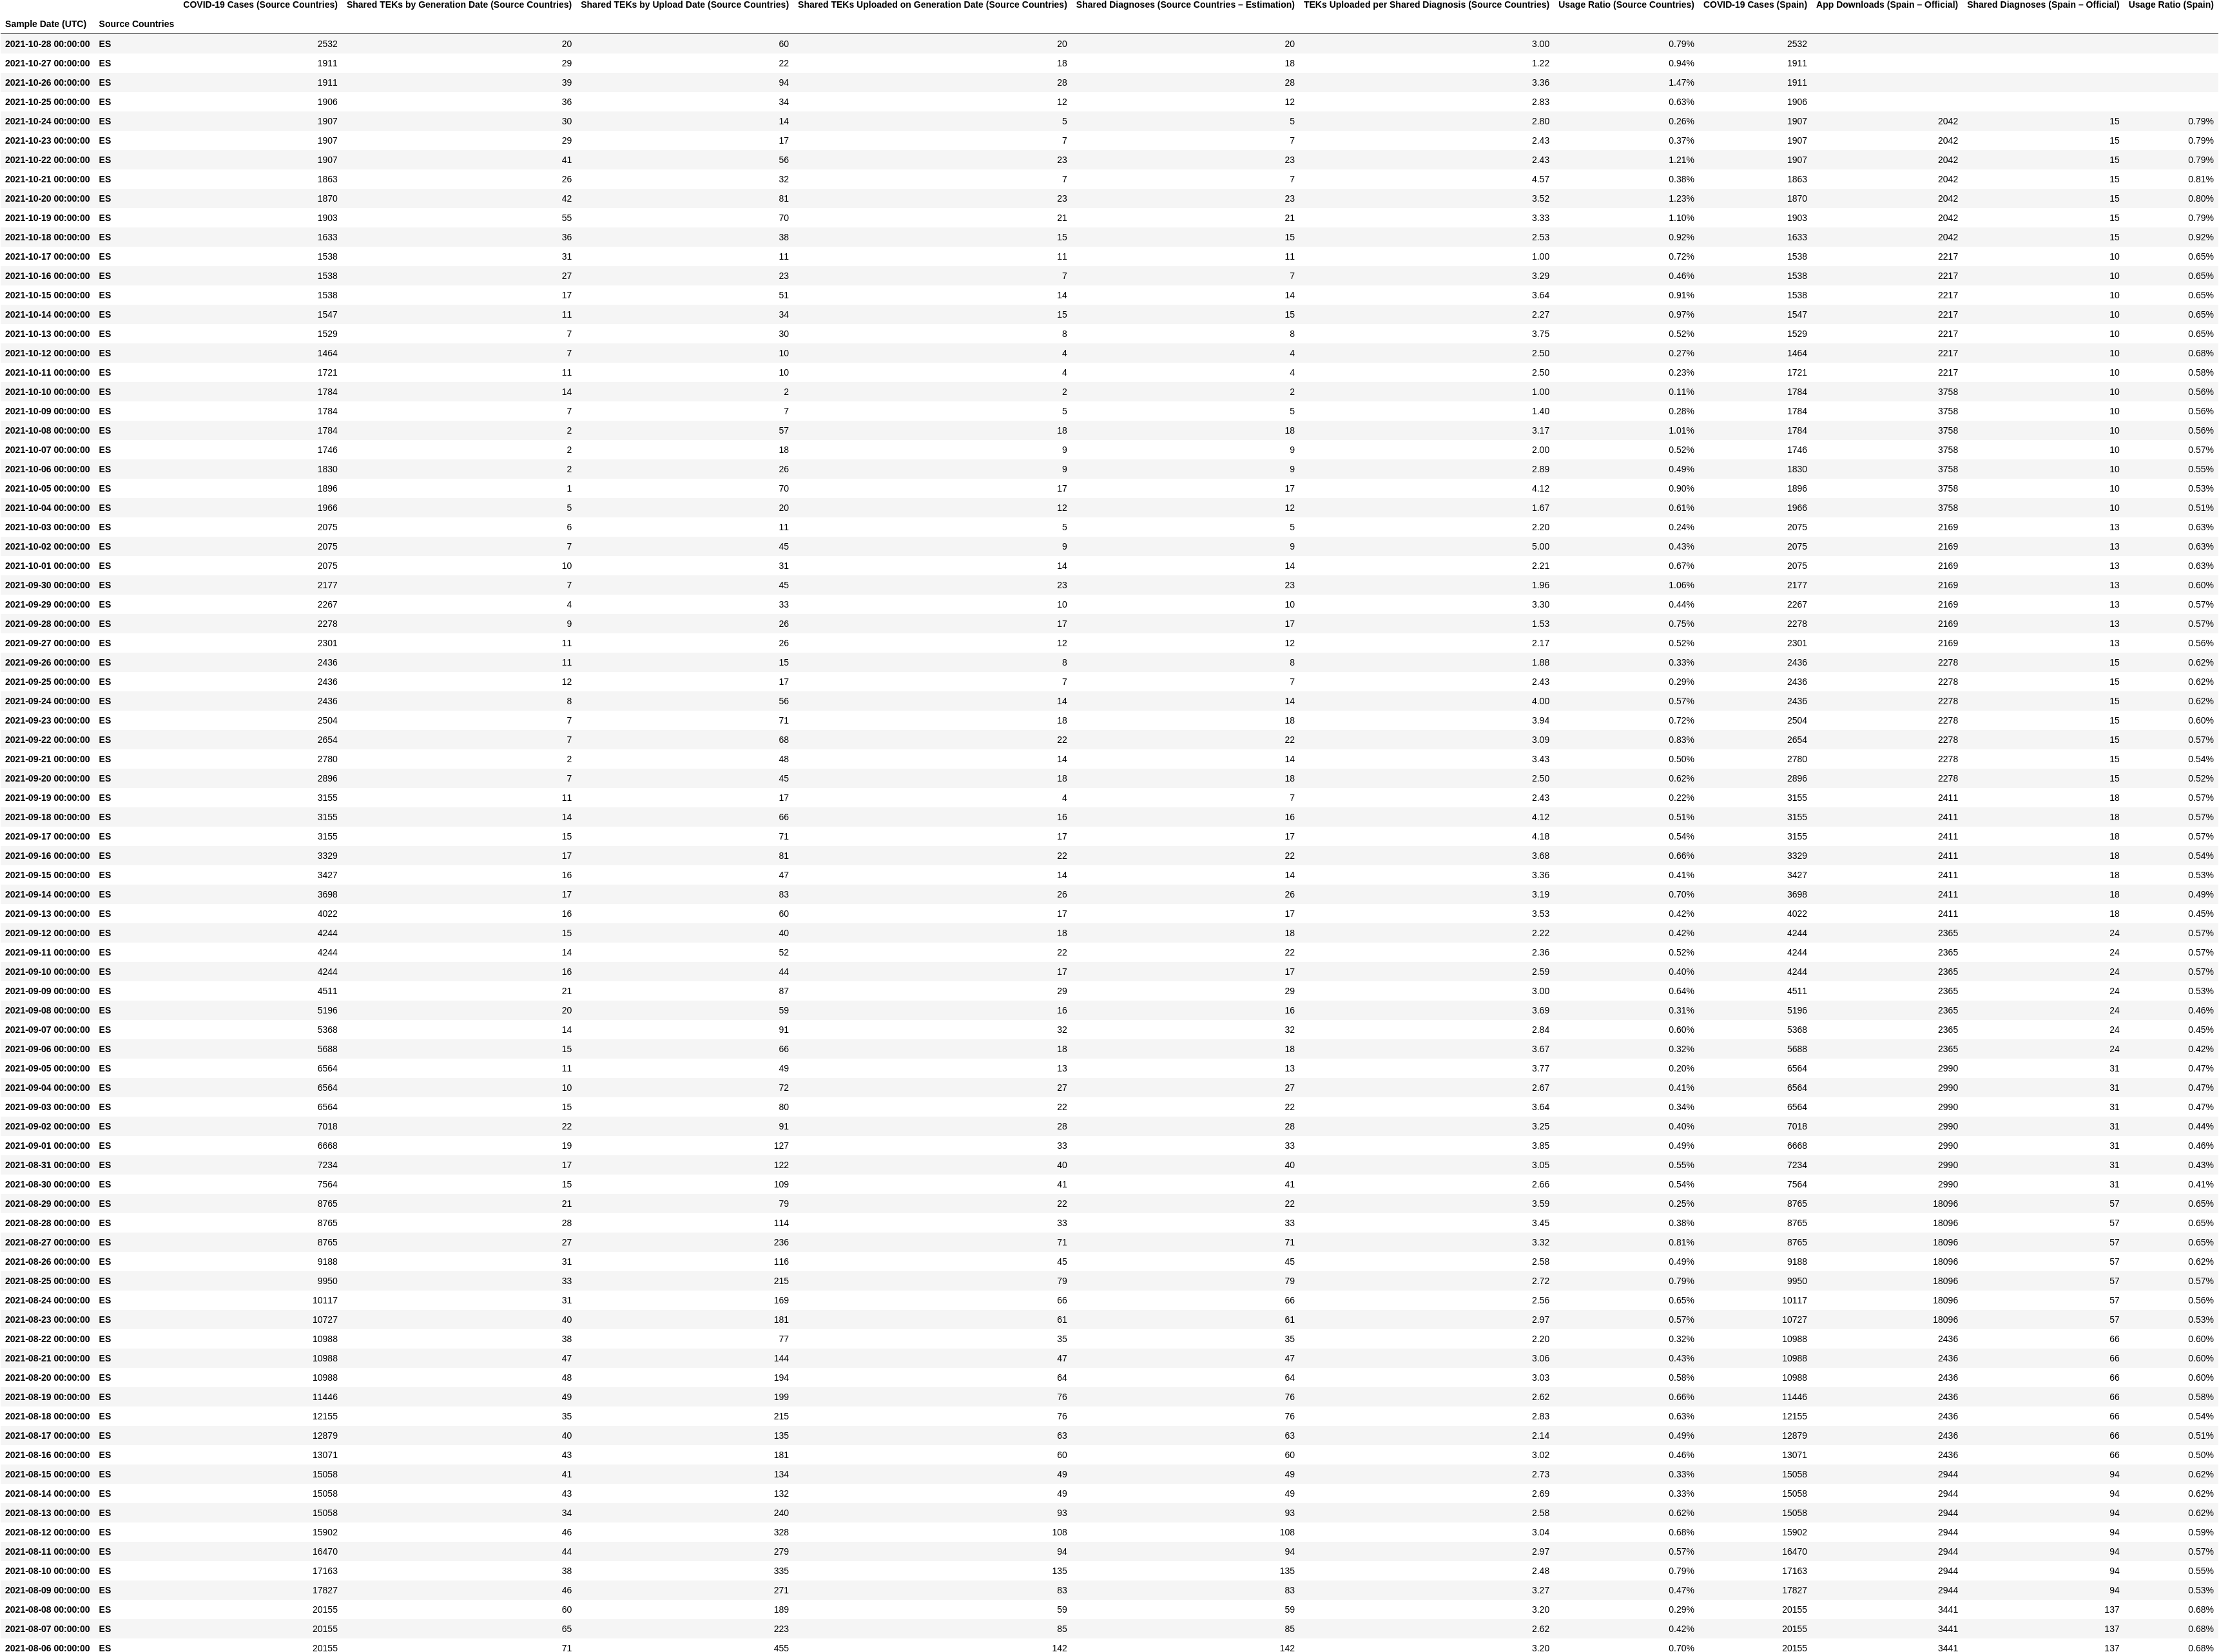 COVID-19 Cases (Source Countries) Shared TEKs by Generation Date (Source Countries) Shared TEKs by Upload Date (Source Countries) Shared TEKs Uploaded on Generation Date (Source Countries) Shared Diagnoses (Source Countries – Estimation) TEKs Uploaded per Shared Diagnosis (Source Countries) Usage Ratio (Source Countries) COVID-19 Cases (Spain) App Downloads (Spain – Official) Shared Diagnoses (Spain – Official) Usage Ratio (Spain)
Sample Date (UTC) Source Countries
2021-10-28 00:00:00 ES 2532 20 60 20 20 3.00 0.79% 2532
2021-10-27 00:00:00 ES 1911 29 22 18 18 1.22 0.94% 1911
2021-10-26 00:00:00 ES 1911 39 94 28 28 3.36 1.47% 1911
2021-10-25 00:00:00 ES 1906 36 34 12 12 2.83 0.63% 1906
2021-10-24 00:00:00 ES 1907 30 14 5 5 2.80 0.26% 1907 2042 15 0.79%
2021-10-23 00:00:00 ES 1907 29 17 7 7 2.43 0.37% 1907 2042 15 0.79%
2021-10-22 00:00:00 ES 1907 41 56 23 23 2.43 1.21% 1907 2042 15 0.79%
2021-10-21 00:00:00 ES 1863 26 32 7 7 4.57 0.38% 1863 2042 15 0.81%
2021-10-20 00:00:00 ES 1870 42 81 23 23 3.52 1.23% 1870 2042 15 0.80%
2021-10-19 00:00:00 ES 1903 55 70 21 21 3.33 1.10% 1903 2042 15 0.79%
2021-10-18 00:00:00 ES 1633 36 38 15 15 2.53 0.92% 1633 2042 15 0.92%
2021-10-17 00:00:00 ES 1538 31 11 11 11 1.00 0.72% 1538 2217 10 0.65%
2021-10-16 00:00:00 ES 1538 27 23 7 7 3.29 0.46% 1538 2217 10 0.65%
2021-10-15 00:00:00 ES 1538 17 51 14 14 3.64 0.91% 1538 2217 10 0.65%
2021-10-14 00:00:00 ES 1547 11 34 15 15 2.27 0.97% 1547 2217 10 0.65%
2021-10-13 00:00:00 ES 1529 7 30 8 8 3.75 0.52% 1529 2217 10 0.65%
2021-10-12 00:00:00 ES 1464 7 10 4 4 2.50 0.27% 1464 2217 10 0.68%
2021-10-11 00:00:00 ES 1721 11 10 4 4 2.50 0.23% 1721 2217 10 0.58%
2021-10-10 00:00:00 ES 1784 14 2 2 2 1.00 0.11% 1784 3758 10 0.56%
2021-10-09 00:00:00 ES 1784 7 7 5 5 1.40 0.28% 1784 3758 10 0.56%
2021-10-08 00:00:00 ES 1784 2 57 18 18 3.17 1.01% 1784 3758 10 0.56%
2021-10-07 00:00:00 ES 1746 2 18 9 9 2.00 0.52% 1746 3758 10 0.57%
2021-10-06 00:00:00 ES 1830 2 26 9 9 2.89 0.49% 1830 3758 10 0.55%
2021-10-05 00:00:00 ES 1896 1 70 17 17 4.12 0.90% 1896 3758 10 0.53%
2021-10-04 00:00:00 ES 1966 5 20 12 12 1.67 0.61% 1966 3758 10 0.51%
2021-10-03 00:00:00 ES 2075 6 11 5 5 2.20 0.24% 2075 2169 13 0.63%
2021-10-02 00:00:00 ES 2075 7 45 9 9 5.00 0.43% 2075 2169 13 0.63%
2021-10-01 00:00:00 ES 2075 10 31 14 14 2.21 0.67% 2075 2169 13 0.63%
2021-09-30 00:00:00 ES 2177 7 45 23 23 1.96 1.06% 2177 2169 13 0.60%
2021-09-29 00:00:00 ES 2267 4 33 10 10 3.30 0.44% 2267 2169 13 0.57%
2021-09-28 00:00:00 ES 2278 9 26 17 17 1.53 0.75% 2278 2169 13 0.57%
2021-09-27 00:00:00 ES 2301 11 26 12 12 2.17 0.52% 2301 2169 13 0.56%
2021-09-26 00:00:00 ES 2436 11 15 8 8 1.88 0.33% 2436 2278 15 0.62%
2021-09-25 00:00:00 ES 2436 12 17 7 7 2.43 0.29% 2436 2278 15 0.62%
2021-09-24 00:00:00 ES 2436 8 56 14 14 4.00 0.57% 2436 2278 15 0.62%
2021-09-23 00:00:00 ES 2504 7 71 18 18 3.94 0.72% 2504 2278 15 0.60%
2021-09-22 00:00:00 ES 2654 7 68 22 22 3.09 0.83% 2654 2278 15 0.57%
2021-09-21 00:00:00 ES 2780 2 48 14 14 3.43 0.50% 2780 2278 15 0.54%
2021-09-20 00:00:00 ES 2896 7 45 18 18 2.50 0.62% 2896 2278 15 0.52%
2021-09-19 00:00:00 ES 3155 11 17 4 7 2.43 0.22% 3155 2411 18 0.57%
2021-09-18 00:00:00 ES 3155 14 66 16 16 4.12 0.51% 3155 2411 18 0.57%
2021-09-17 00:00:00 ES 3155 15 71 17 17 4.18 0.54% 3155 2411 18 0.57%
2021-09-16 00:00:00 ES 3329 17 81 22 22 3.68 0.66% 3329 2411 18 0.54%
2021-09-15 00:00:00 ES 3427 16 47 14 14 3.36 0.41% 3427 2411 18 0.53%
2021-09-14 00:00:00 ES 3698 17 83 26 26 3.19 0.70% 3698 2411 18 0.49%
2021-09-13 00:00:00 ES 4022 16 60 17 17 3.53 0.42% 4022 2411 18 0.45%
2021-09-12 00:00:00 ES 4244 15 40 18 18 2.22 0.42% 4244 2365 24 0.57%
2021-09-11 00:00:00 ES 4244 14 52 22 22 2.36 0.52% 4244 2365 24 0.57%
2021-09-10 00:00:00 ES 4244 16 44 17 17 2.59 0.40% 4244 2365 24 0.57%
2021-09-09 00:00:00 ES 4511 21 87 29 29 3.00 0.64% 4511 2365 24 0.53%
2021-09-08 00:00:00 ES 5196 20 59 16 16 3.69 0.31% 5196 2365 24 0.46%
2021-09-07 00:00:00 ES 5368 14 91 32 32 2.84 0.60% 5368 2365 24 0.45%
2021-09-06 00:00:00 ES 5688 15 66 18 18 3.67 0.32% 5688 2365 24 0.42%
2021-09-05 00:00:00 ES 6564 11 49 13 13 3.77 0.20% 6564 2990 31 0.47%
2021-09-04 00:00:00 ES 6564 10 72 27 27 2.67 0.41% 6564 2990 31 0.47%
2021-09-03 00:00:00 ES 6564 15 80 22 22 3.64 0.34% 6564 2990 31 0.47%
2021-09-02 00:00:00 ES 7018 22 91 28 28 3.25 0.40% 7018 2990 31 0.44%
2021-09-01 00:00:00 ES 6668 19 127 33 33 3.85 0.49% 6668 2990 31 0.46%
2021-08-31 00:00:00 ES 7234 17 122 40 40 3.05 0.55% 7234 2990 31 0.43%
2021-08-30 00:00:00 ES 7564 15 109 41 41 2.66 0.54% 7564 2990 31 0.41%
2021-08-29 00:00:00 ES 8765 21 79 22 22 3.59 0.25% 8765 18096 57 0.65%
2021-08-28 00:00:00 ES 8765 28 114 33 33 3.45 0.38% 8765 18096 57 0.65%
2021-08-27 00:00:00 ES 8765 27 236 71 71 3.32 0.81% 8765 18096 57 0.65%
2021-08-26 00:00:00 ES 9188 31 116 45 45 2.58 0.49% 9188 18096 57 0.62%
2021-08-25 00:00:00 ES 9950 33 215 79 79 2.72 0.79% 9950 18096 57 0.57%
2021-08-24 00:00:00 ES 10117 31 169 66 66 2.56 0.65% 10117 18096 57 0.56%
2021-08-23 00:00:00 ES 10727 40 181 61 61 2.97 0.57% 10727 18096 57 0.53%
2021-08-22 00:00:00 ES 10988 38 77 35 35 2.20 0.32% 10988 2436 66 0.60%
2021-08-21 00:00:00 ES 10988 47 144 47 47 3.06 0.43% 10988 2436 66 0.60%
2021-08-20 00:00:00 ES 10988 48 194 64 64 3.03 0.58% 10988 2436 66 0.60%
2021-08-19 00:00:00 ES 11446 49 199 76 76 2.62 0.66% 11446 2436 66 0.58%
2021-08-18 00:00:00 ES 12155 35 215 76 76 2.83 0.63% 12155 2436 66 0.54%
2021-08-17 00:00:00 ES 12879 40 135 63 63 2.14 0.49% 12879 2436 66 0.51%
2021-08-16 00:00:00 ES 13071 43 181 60 60 3.02 0.46% 13071 2436 66 0.50%
2021-08-15 00:00:00 ES 15058 41 134 49 49 2.73 0.33% 15058 2944 94 0.62%
2021-08-14 00:00:00 ES 15058 43 132 49 49 2.69 0.33% 15058 2944 94 0.62%
2021-08-13 00:00:00 ES 15058 34 240 93 93 2.58 0.62% 15058 2944 94 0.62%
2021-08-12 00:00:00 ES 15902 46 328 108 108 3.04 0.68% 15902 2944 94 0.59%
2021-08-11 00:00:00 ES 16470 44 279 94 94 2.97 0.57% 16470 2944 94 0.57%
2021-08-10 00:00:00 ES 17163 38 335 135 135 2.48 0.79% 17163 2944 94 0.55%
2021-08-09 00:00:00 ES 17827 46 271 83 83 3.27 0.47% 17827 2944 94 0.53%
2021-08-08 00:00:00 ES 20155 60 189 59 59 3.20 0.29% 20155 3441 137 0.68%
2021-08-07 00:00:00 ES 20155 65 223 85 85 2.62 0.42% 20155 3441 137 0.68%
2021-08-06 00:00:00 ES 20155 71 455 142 142 3.20 0.70% 20155 3441 137 0.68%